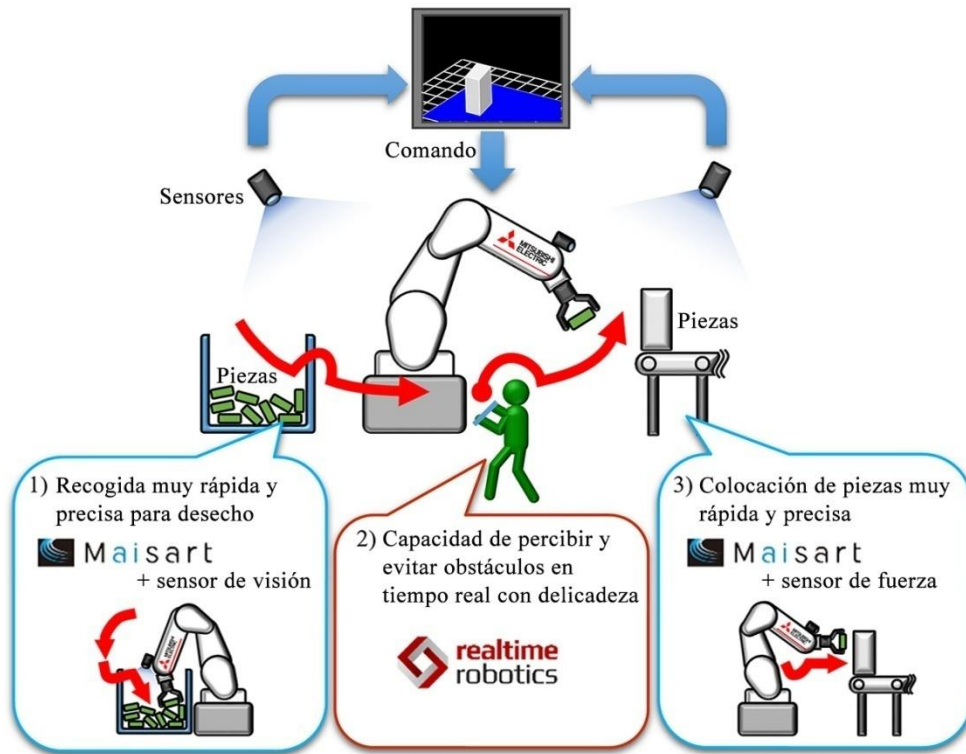 Comando
Sensores
MITSUBISHI
ELECTRIC
Piezas
Piezas
1) Recogida muy rápida y
precisa para desecho
Maisart
+ sensor de visión
2) Capacidad de percibir y
evitar obstáculos en
tiempo real con delicadeza
realtime
robotics
3) Colocación de piezas muy
rápida y precisa
Maisart
+ sensor de fuerza